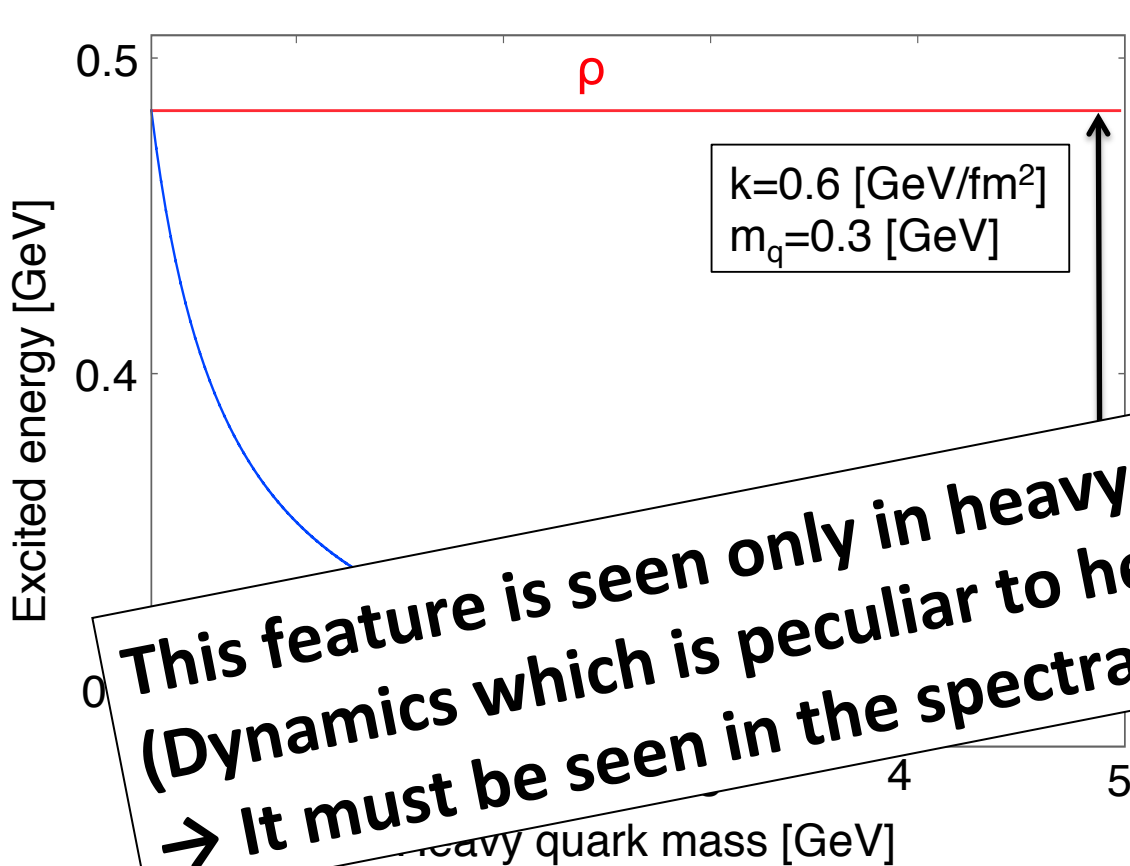 0.5
ρ
k=0.6 [GeV/fm²]
m_q=0.3 [GeV]
Excited energy [GeV]
0.4
This feature is seen only in heavy
(Dynamics which is peculiar to he
0
→ It must be seen in the spectra
4
5
quark mass [GeV]